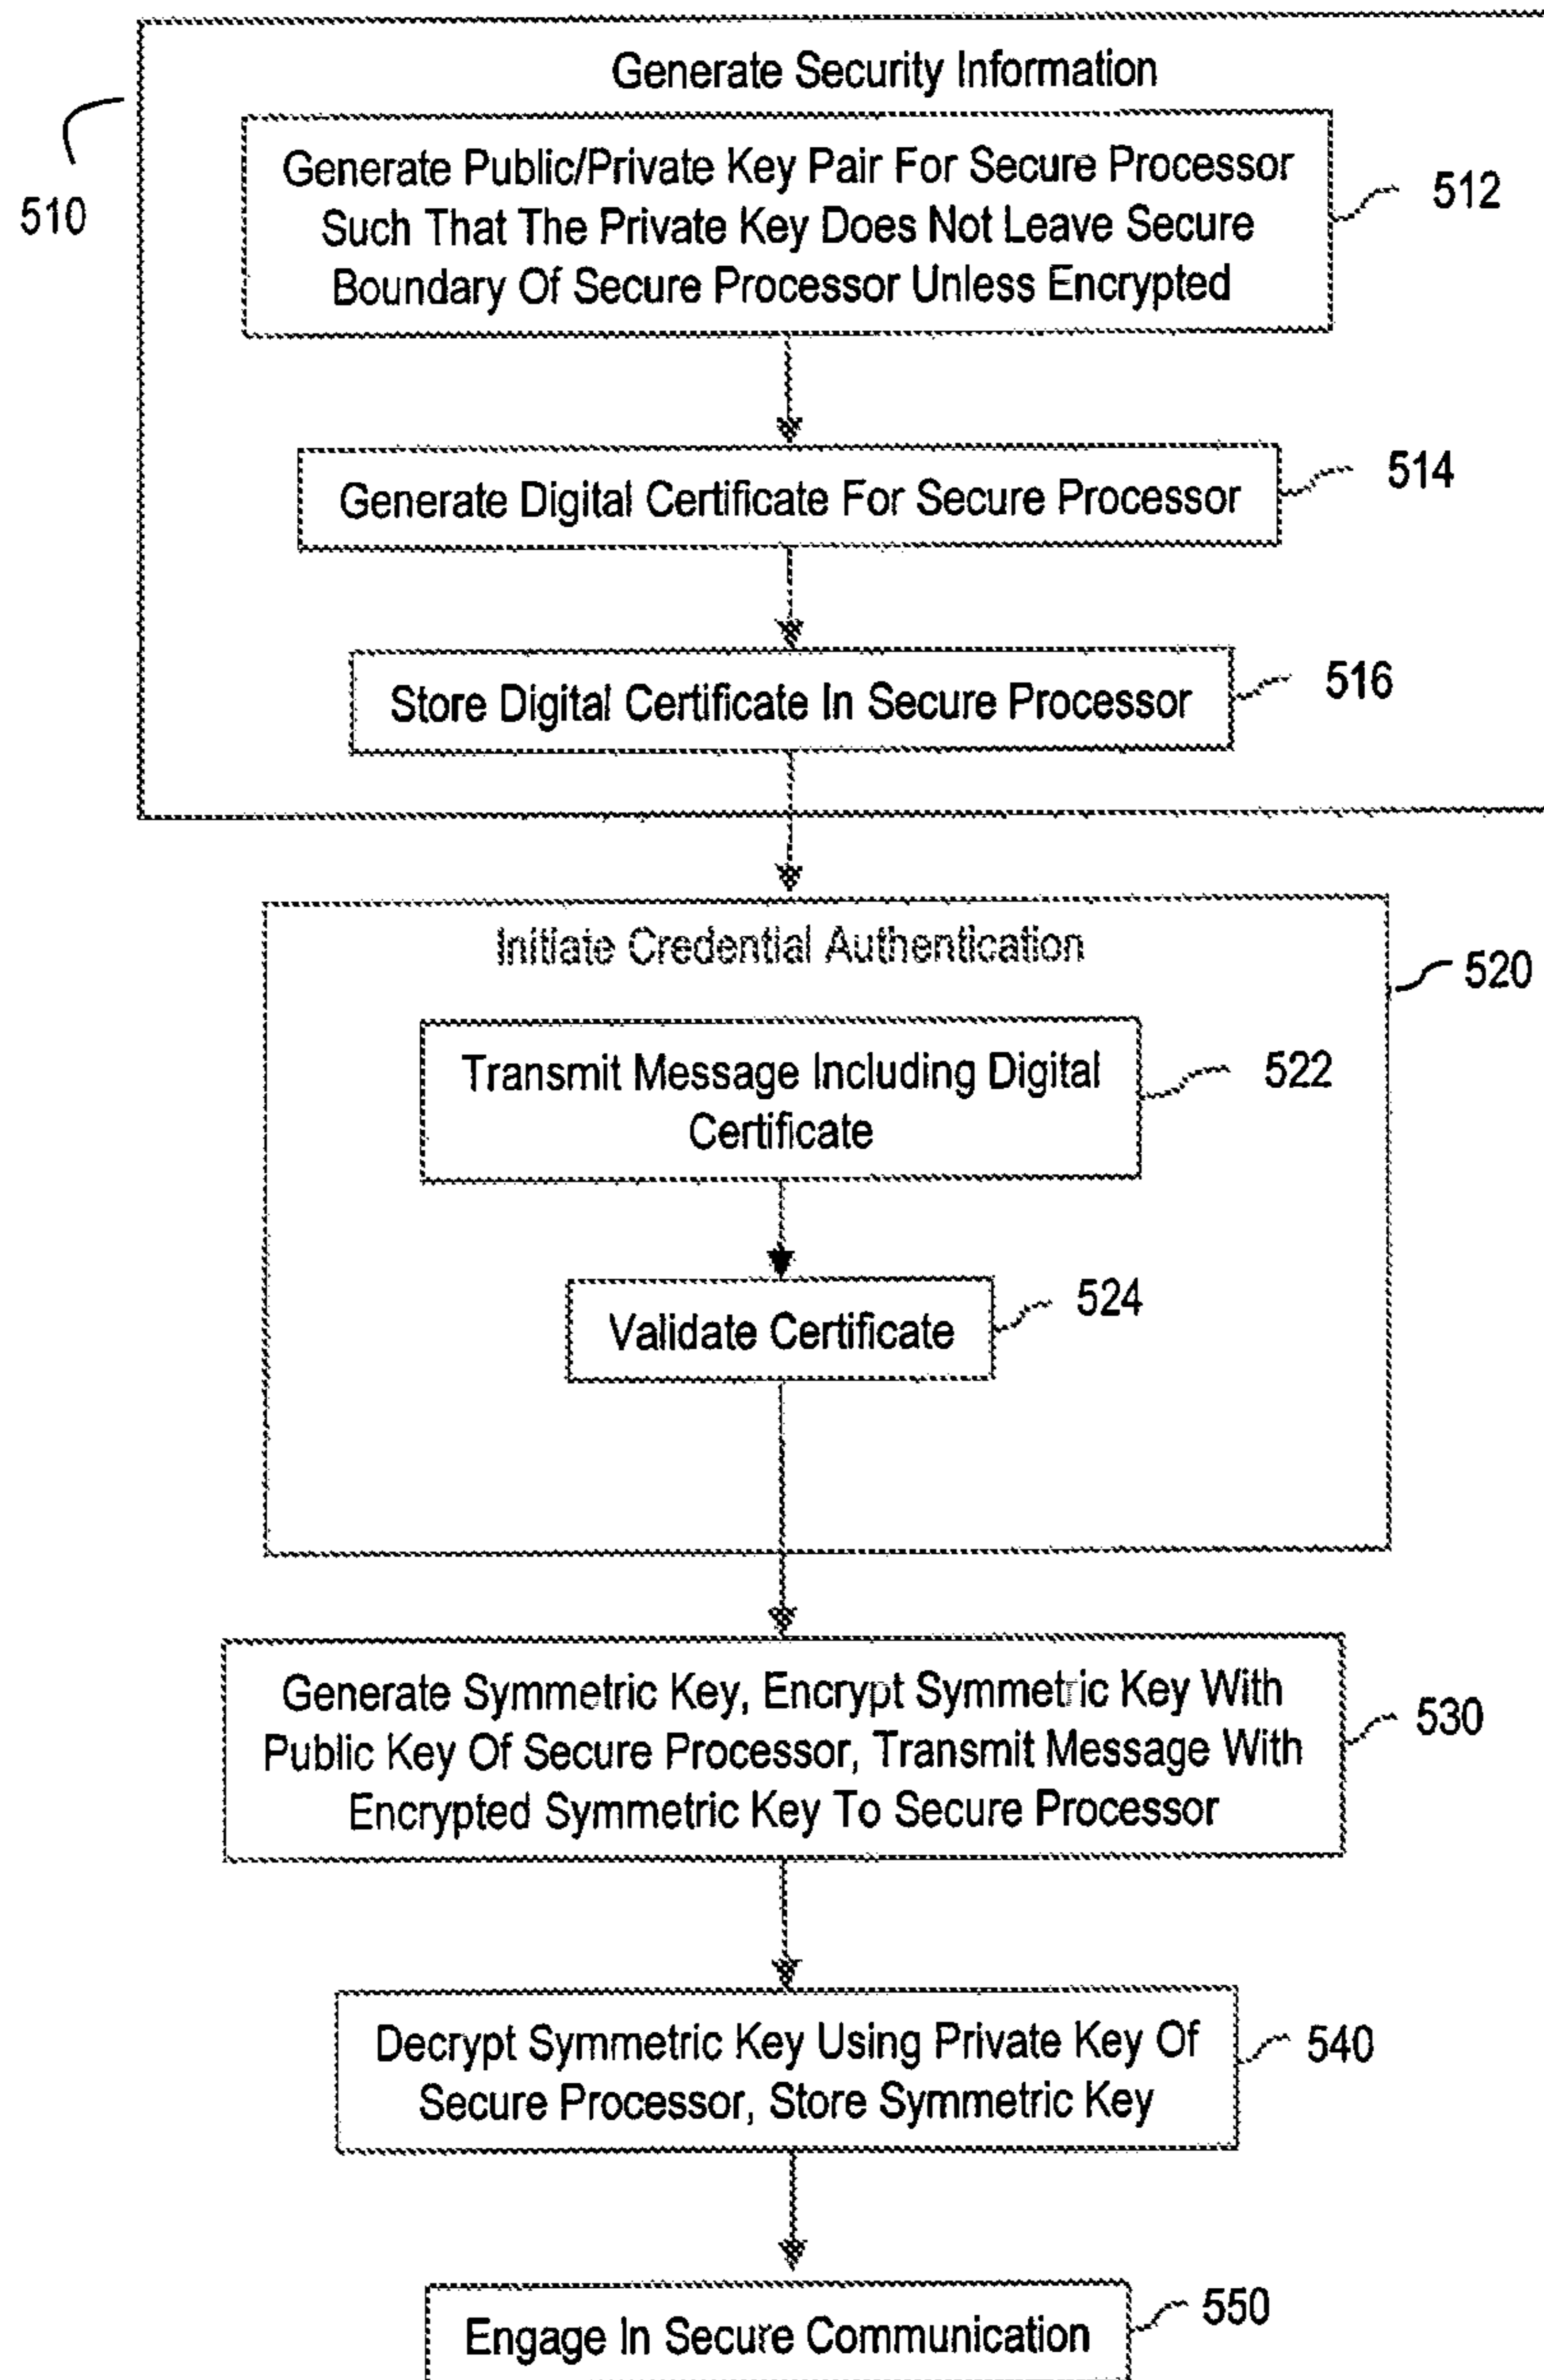 Generate Security Information
510
Generate Public/Private Key Pair For Secure Processor
Such That The Private Key Does Not Leave Secure
Boundary Of Secure Processor Unless Encrypted
512
Generate Digital Certificate For Secure Processor
514
Store Digital Certificate In Secure Processor
516
Initiate Credential Authentication
520
Transmit Message Including Digital
Certificate
522
Validate Certificate
524
Generate Symmetric Key, Encrypt Symmetric Key With
Public Key Of Secure Processor, Transmit Message With
Encrypted Symmetric Key To Secure Processor
530
Decrypt Symmetric Key Using Private Key Of
Secure Processor, Store Symmetric Key
540
Engage In Secure Communication
550